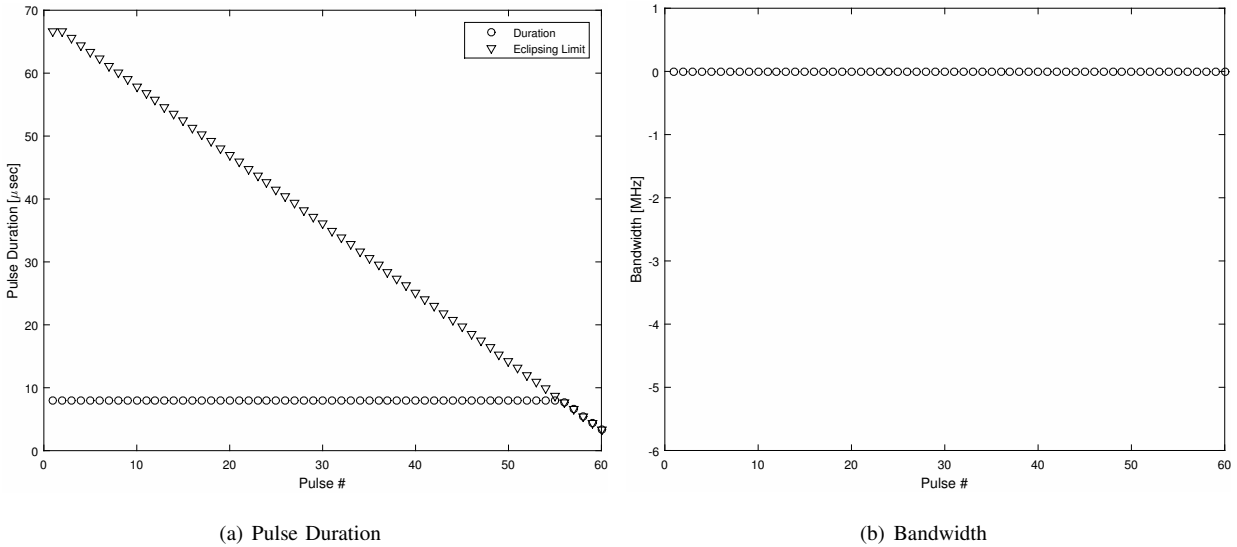 70
60
50
40
30
20
10
0
Pulse Duration [μsec]
0 10 20 30 40 50 60
Pulse #
Duration
Eclipsing Limit
(a) Pulse Duration
1
0
-1
-2
-3
-4
-5
-6
Bandwidth [MHz]
0 10 20 30 40 50 60
Pulse #
(b) Bandwidth